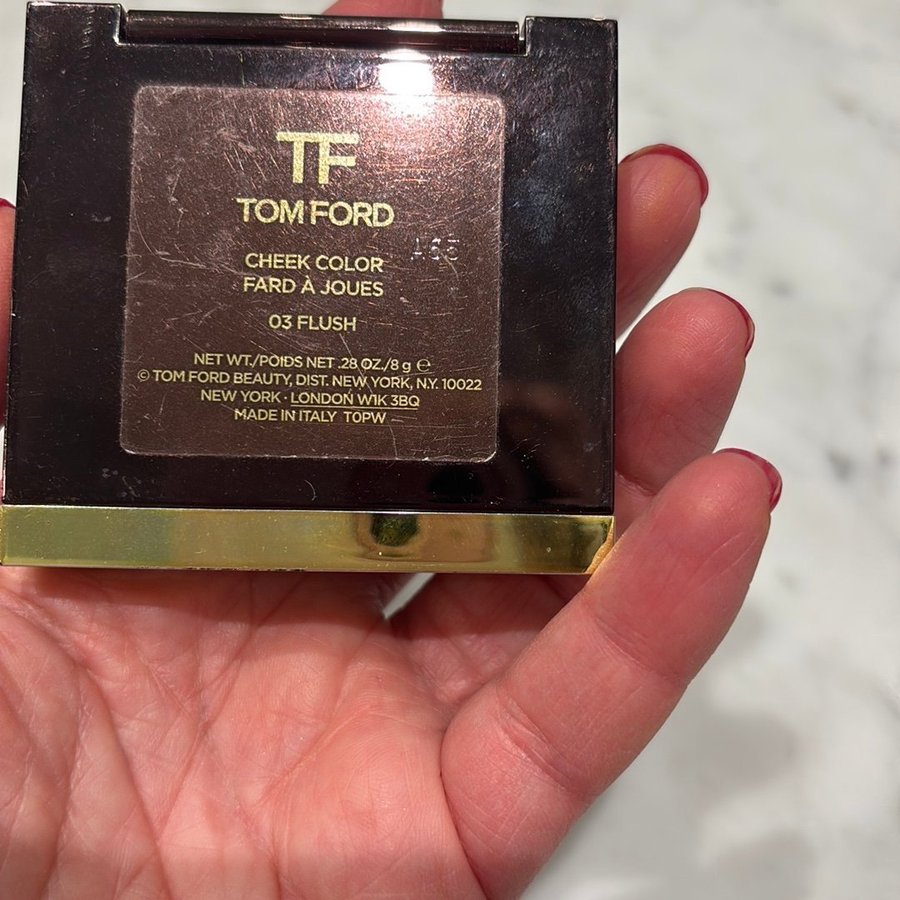 TF
TOM FORD
CHEEK COLOR
FARD À JOUES
03 FLUSH
NET WT./POIDS NET .28 OZ./8 g ℮
© TOM FORD BEAUTY, DIST. NEW YORK, N.Y. 10022
NEW YORK · LONDON W1K 3BQ
MADE IN ITALY T0PW